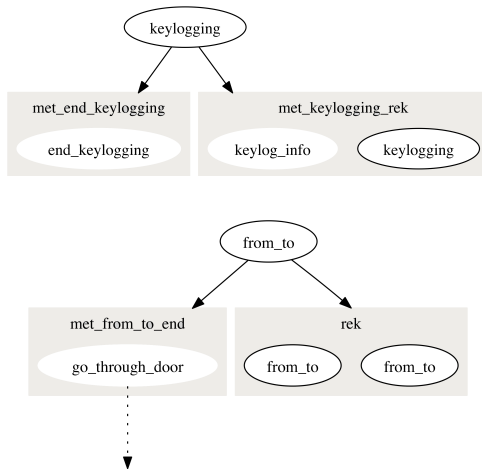 keylogging
met_end_keylogging
met_keylogging_rek
end_keylogging
keylog_info
keylogging
from_to
met_from_to_end
rek
go_through_door
from_to
from_to